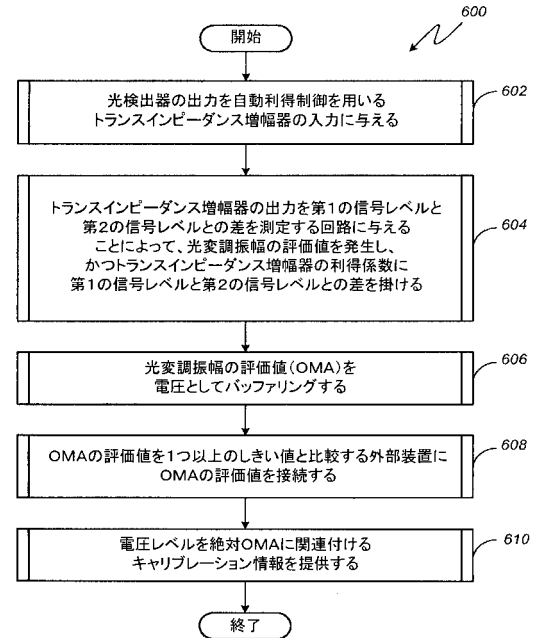 600
開始
光検出器の出力を自動利得制御を用いる
トランスインピーダンス増幅器の入力に与える
602
トランスインピーダンス増幅器の出力を第1の信号レベルと
第2の信号レベルとの差を測定する回路に与える
ことによって、光変調振幅の評価値を発生し、
かつトランスインピーダンス増幅器の利得係数に
第1の信号レベルと第2の信号レベルとの差を掛ける
604
光変調振幅の評価値(OMA)を
電圧としてバッファリングする
606
OMAの評価値を1つ以上のしきい値と比較する外部装置に
OMAの評価値を接続する
608
電圧レベルを絶対OMAに関連付ける
キャリブレーション情報を提供する
610
終了